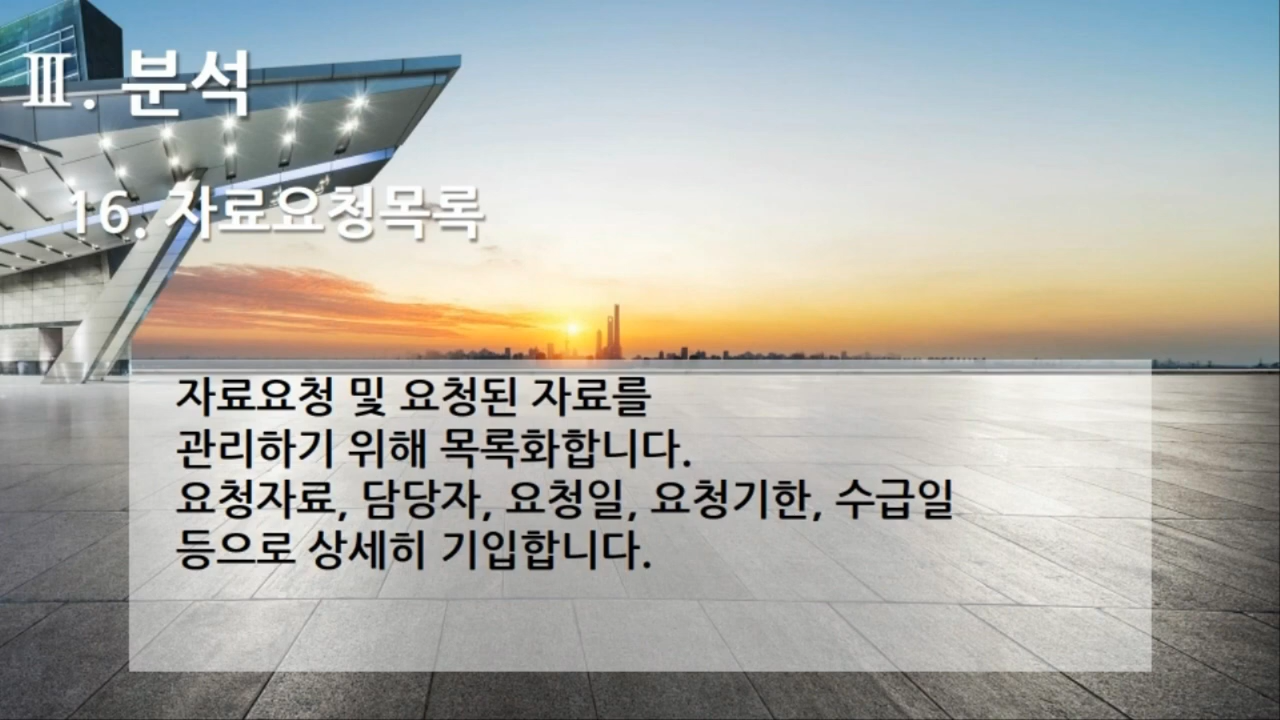 Ⅲ. 분석
16. 자료요청목록
자료요청 및 요청된 자료를
관리하기 위해 목록화합니다.
요청자료, 담당자, 요청일, 요청기한, 수급일
등으로 상세히 기입합니다.